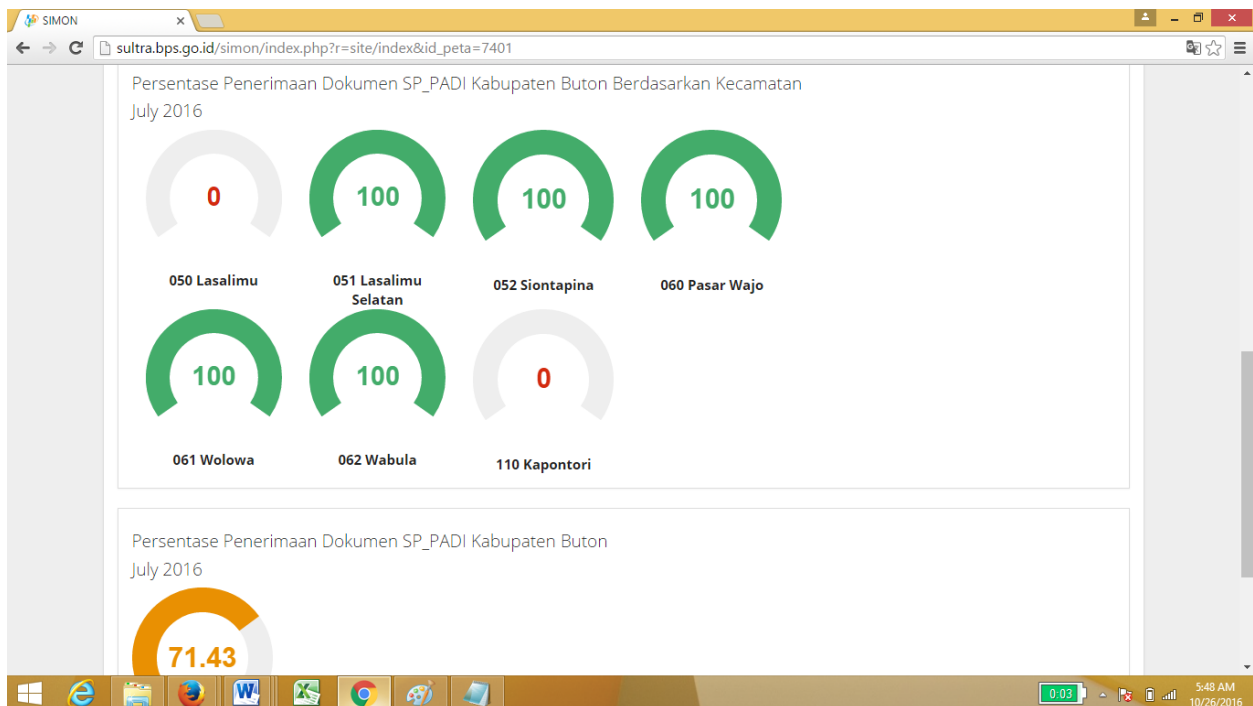 SIMON
sultra.bps.go.id/simon/index.php?r=site/index&id_peta=7401
Persentase Penerimaan Dokumen SP_PADI Kabupaten Buton Berdasarkan Kecamatan
July 2016
0
100
100
100
050 Lasalimu
051 Lasalimu
Selatan
052 Siontapina
060 Pasar Wajo
100
100
0
061 Wolowa
062 Wabula
110 Kapontori
Persentase Penerimaan Dokumen SP_PADI Kabupaten Buton
July 2016
71.43
0:03
5:48 AM
10/26/2016